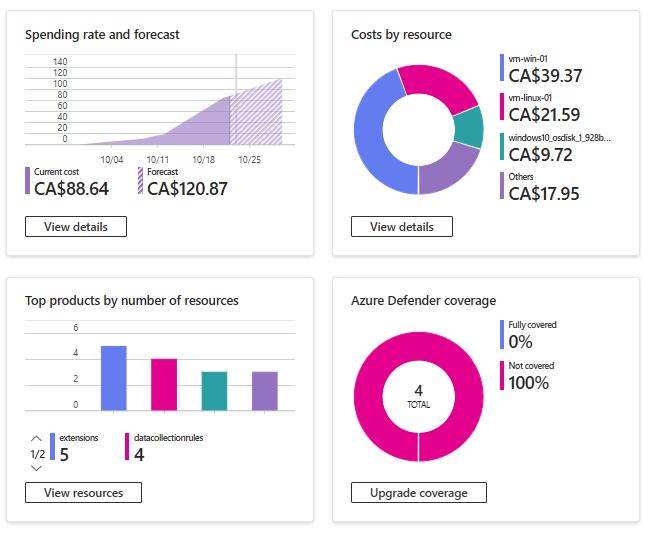 Spending rate and forecast
140
120
100
80
60
40
20
0
10/04 10/11 10/18 10/25
Current cost
CA$88.64
Forecast
CA$120.87
View details
Costs by resource
vm-win-01
CA$39.37
vm-linux-01
CA$21.59
windows10_osdisk_1_928b...
CA$9.72
Others
CA$17.95
View details
Top products by number of resources
6
4
2
0
1/2
extensions
5
datacollectionrules
4
View resources
Azure Defender coverage
4
TOTAL
Fully covered
0%
Not covered
100%
Upgrade coverage